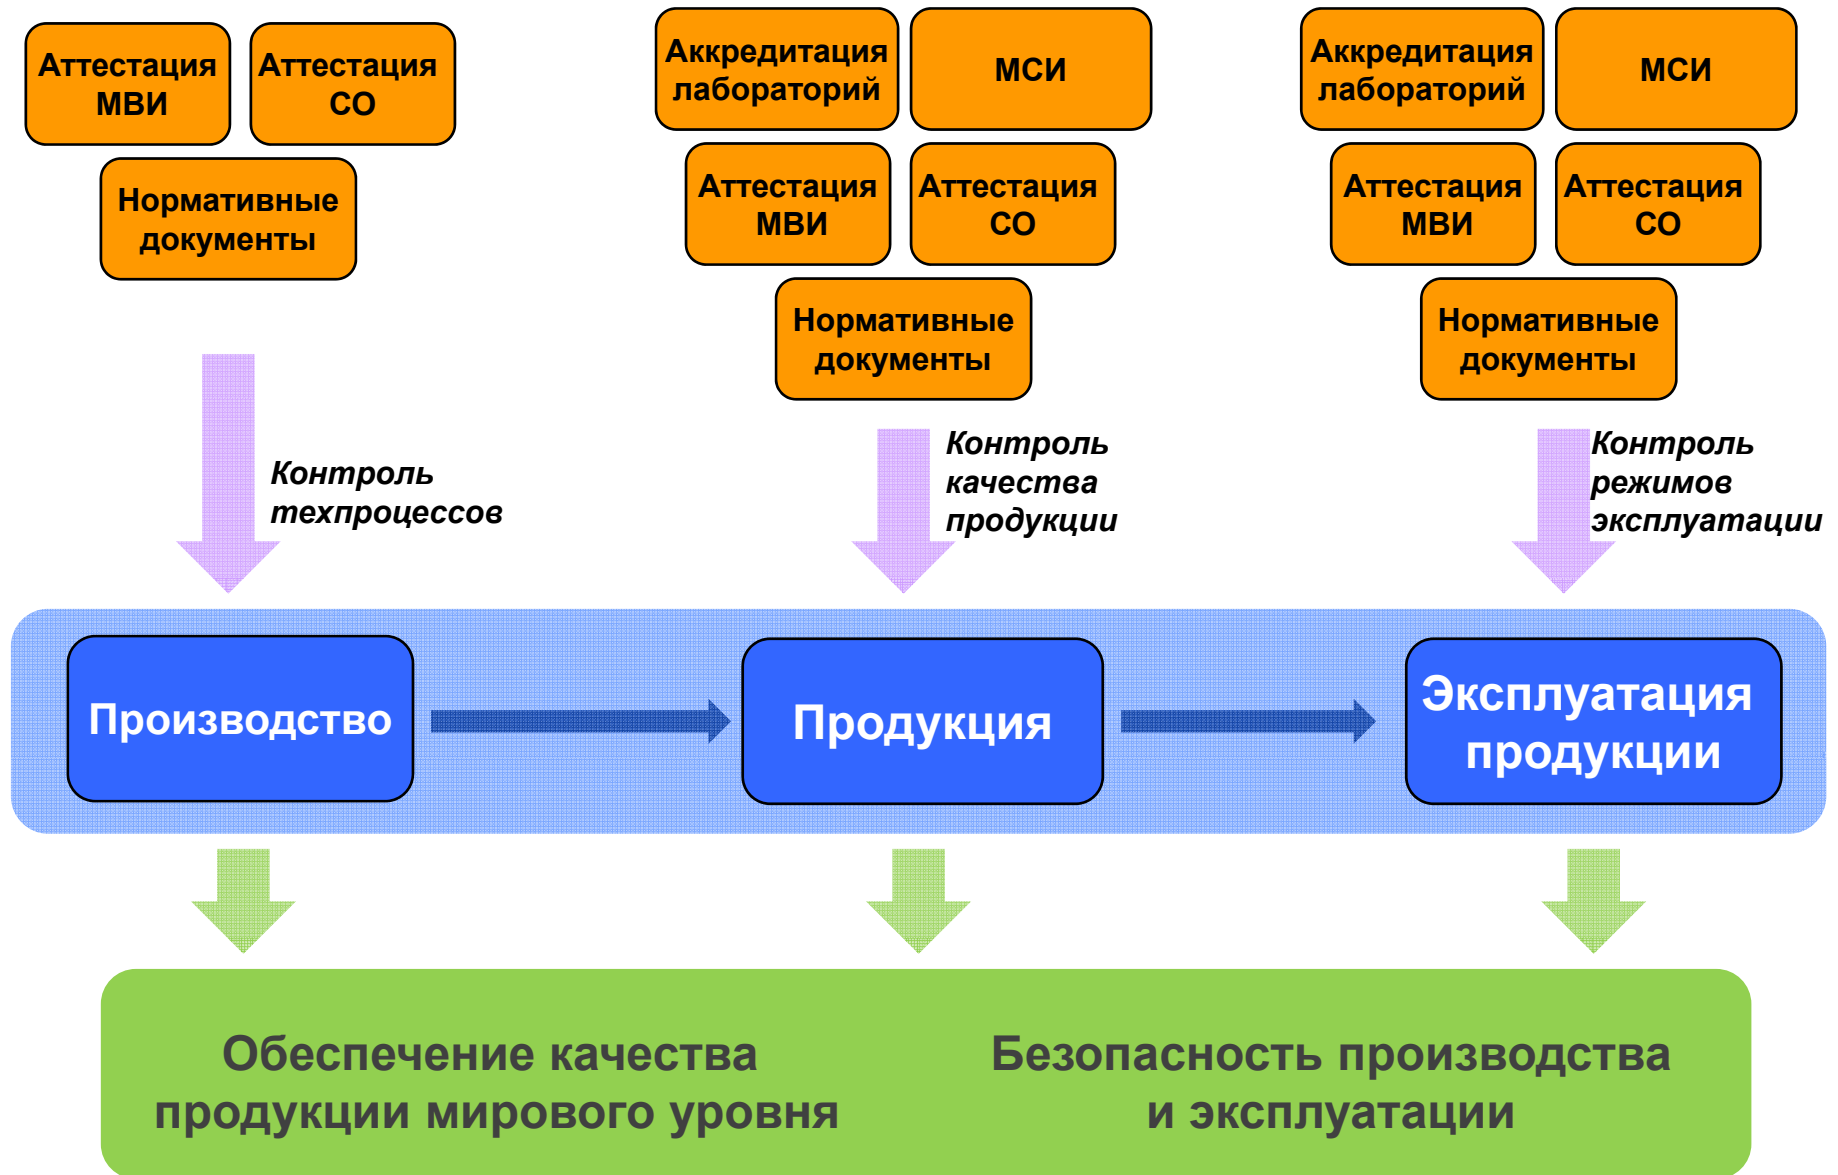 Аттестация
МВИ
Аттестация
СО
Нормативные
документы
Аккредитация
лабораторий
МСИ
Аттестация
МВИ
Аттестация
СО
Нормативные
документы
Аккредитация
лабораторий
МСИ
Аттестация
МВИ
Аттестация
СО
Нормативные
документы
Контроль
техпроцессов
Контроль
качества
продукции
Контроль
режимов
эксплуатации
Производство
Продукция
Эксплуатация
продукции
Обеспечение качества
продукции мирового уровня
Безопасность производства
и эксплуатации